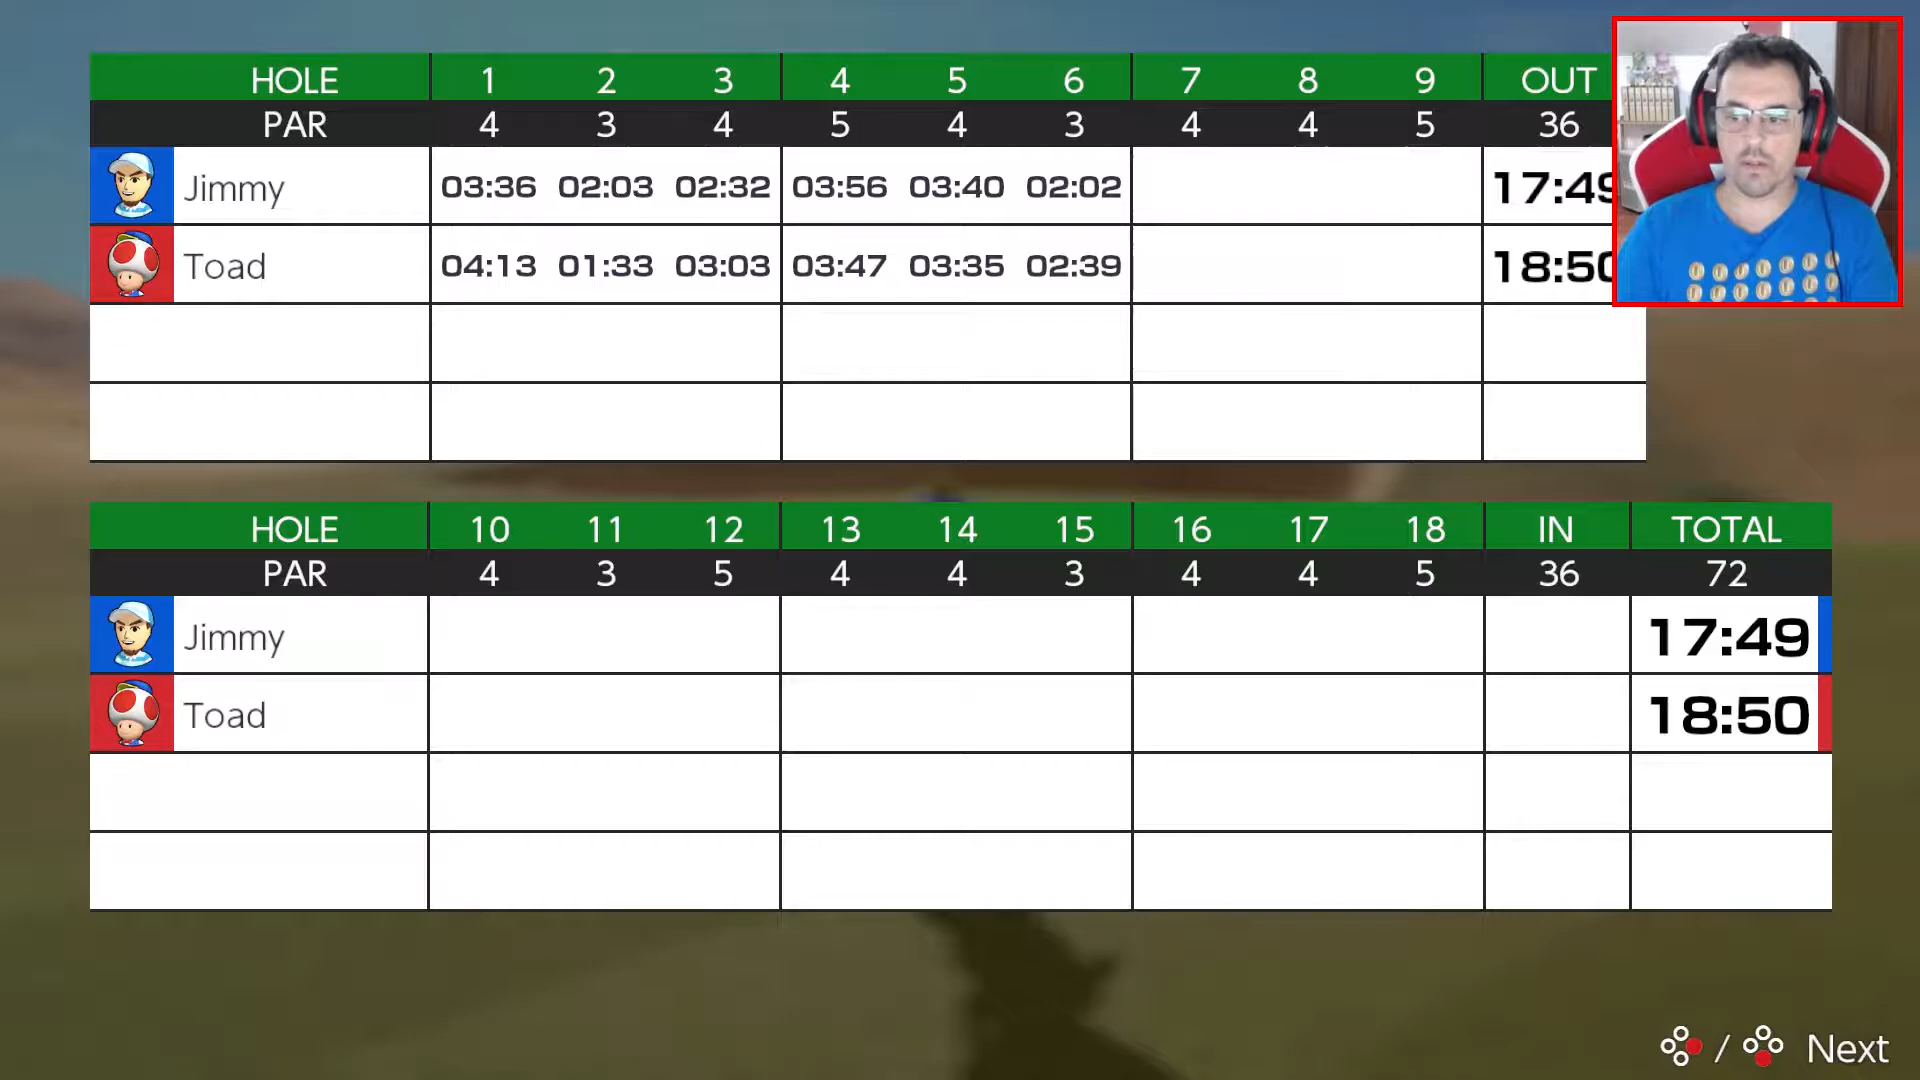 HOLE 1 2 3 4 5 6 7 8 9 OUT
PAR 4 3 4 5 4 3 4 4 5 36
Jimmy 03:36 02:03 02:32 03:56 03:40 02:02 17:49
Toad 04:13 01:33 03:03 03:47 03:35 02:39 18:50
HOLE 10 11 12 13 14 15 16 17 18 IN TOTAL
PAR 4 3 5 4 4 3 4 4 5 36 72
Jimmy 17:49
Toad 18:50
/ Next